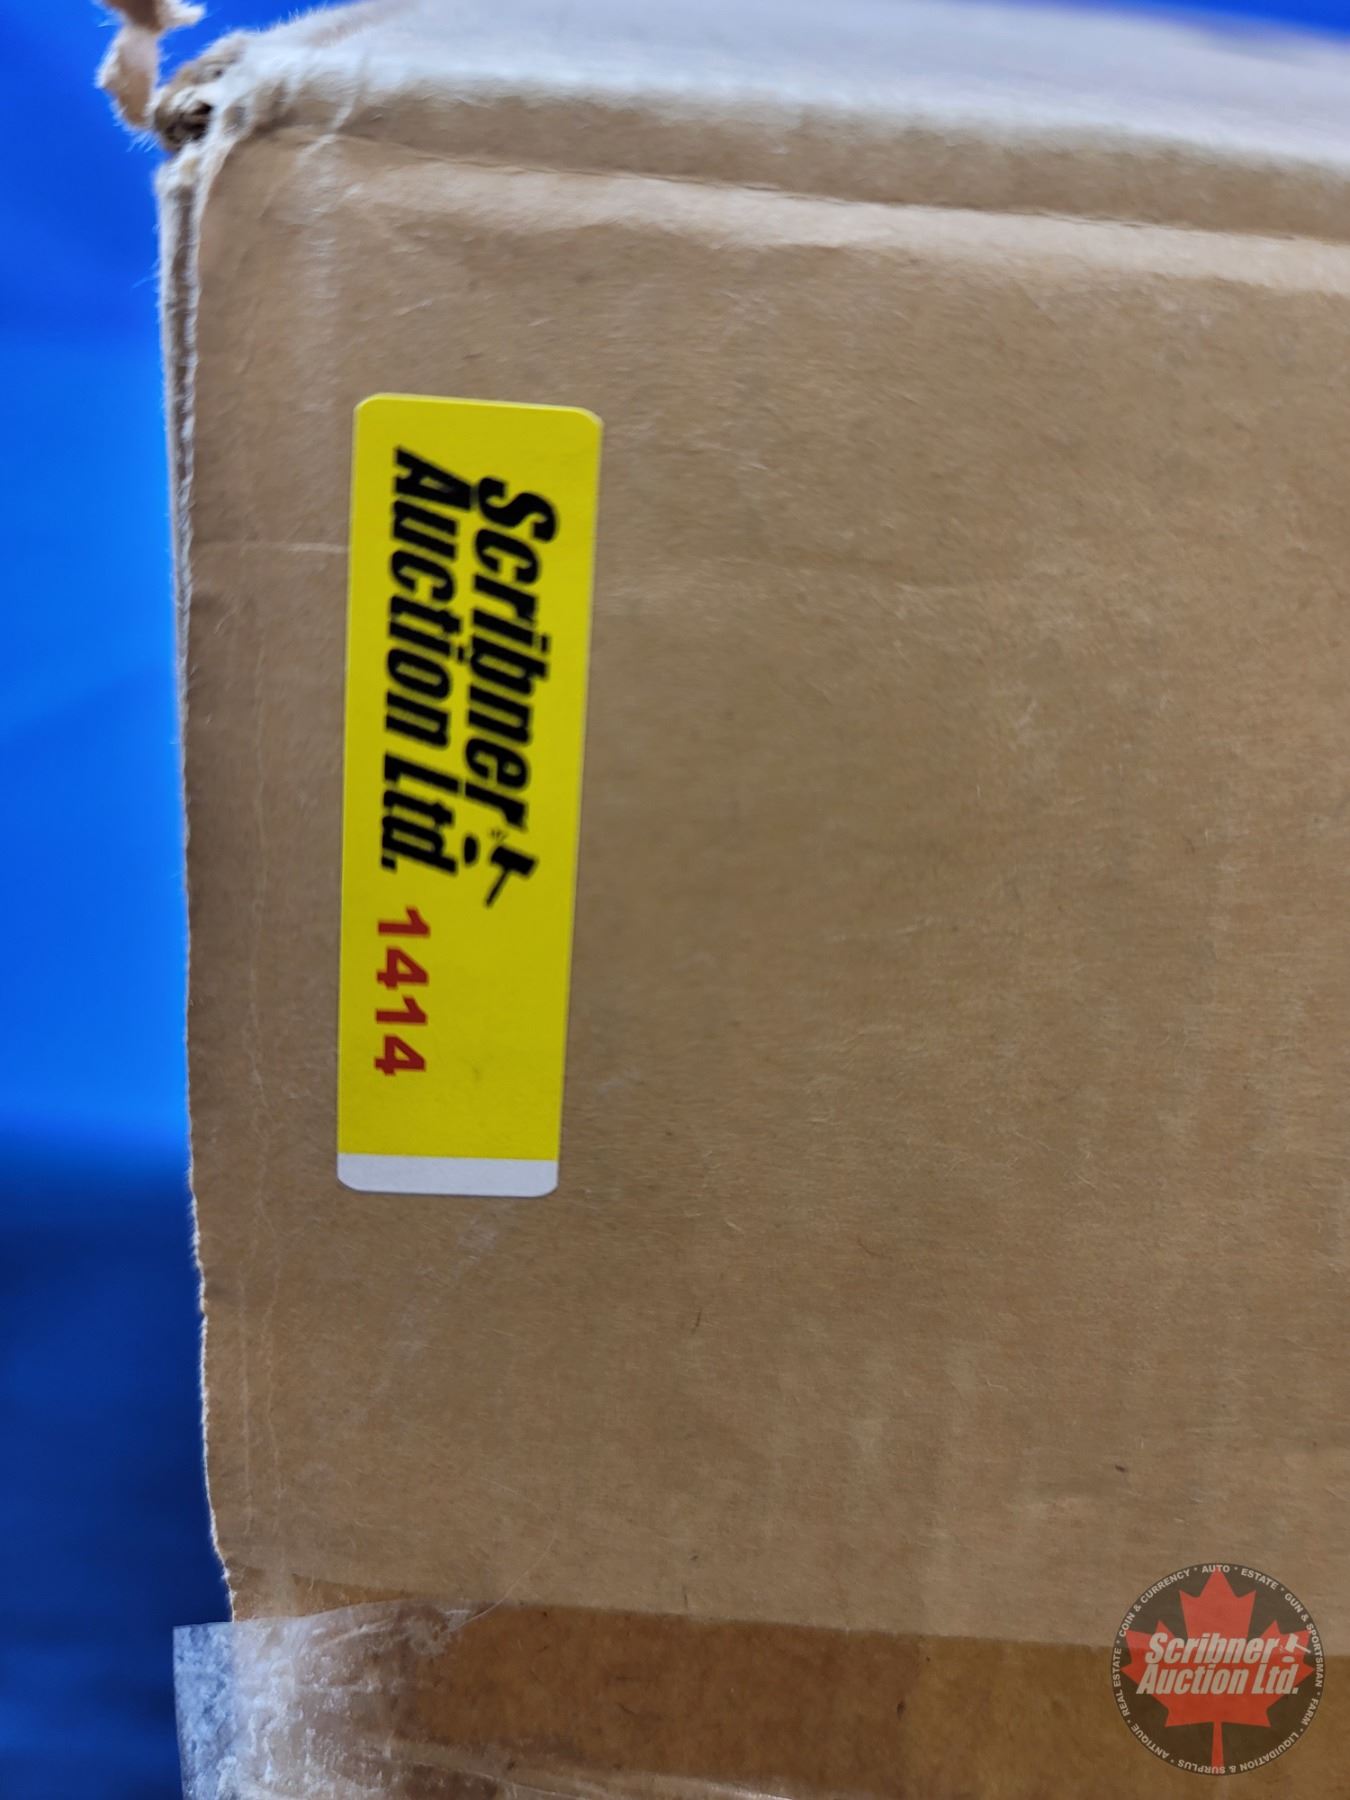 Scribner
Auction Ltd. 1414
COIN & CURRENCY * AUTO * ESTATE * GUN & SPORTSMAN * FARM * LIQUIDATION & SURPLUS * ANTIQUE * REAL ESTATE *
Scribner
Auction Ltd.